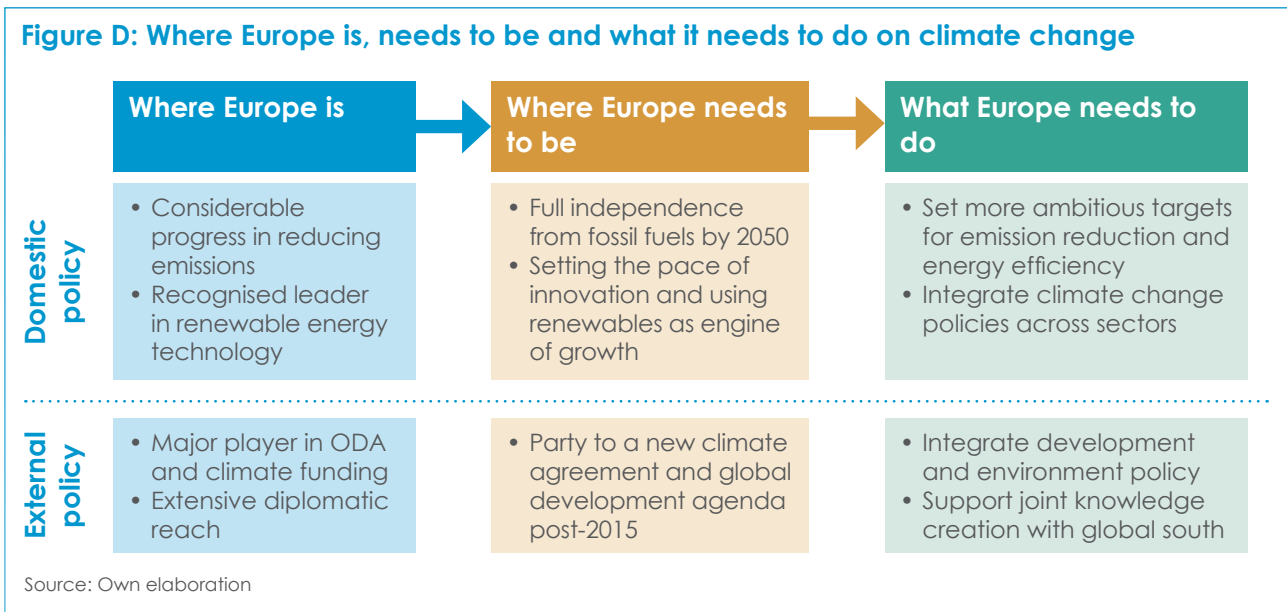 Figure D: Where Europe is, needs to be and what it needs to do on climate change
Where Europe is
Where Europe needs
to be
What Europe needs to
do
Domestic
policy
• Considerable
progress in reducing
emissions
• Recognised leader
in renewable energy
technology
• Full independence
from fossil fuels by 2050
• Setting the pace of
innovation and using
renewables as engine
of growth
• Set more ambitious targets
for emission reduction and
energy efficiency
• Integrate climate change
policies across sectors
External
policy
• Major player in ODA
and climate funding
• Extensive diplomatic
reach
• Party to a new climate
agreement and global
development agenda
post-2015
• Integrate development
and environment policy
• Support joint knowledge
creation with global south
Source: Own elaboration